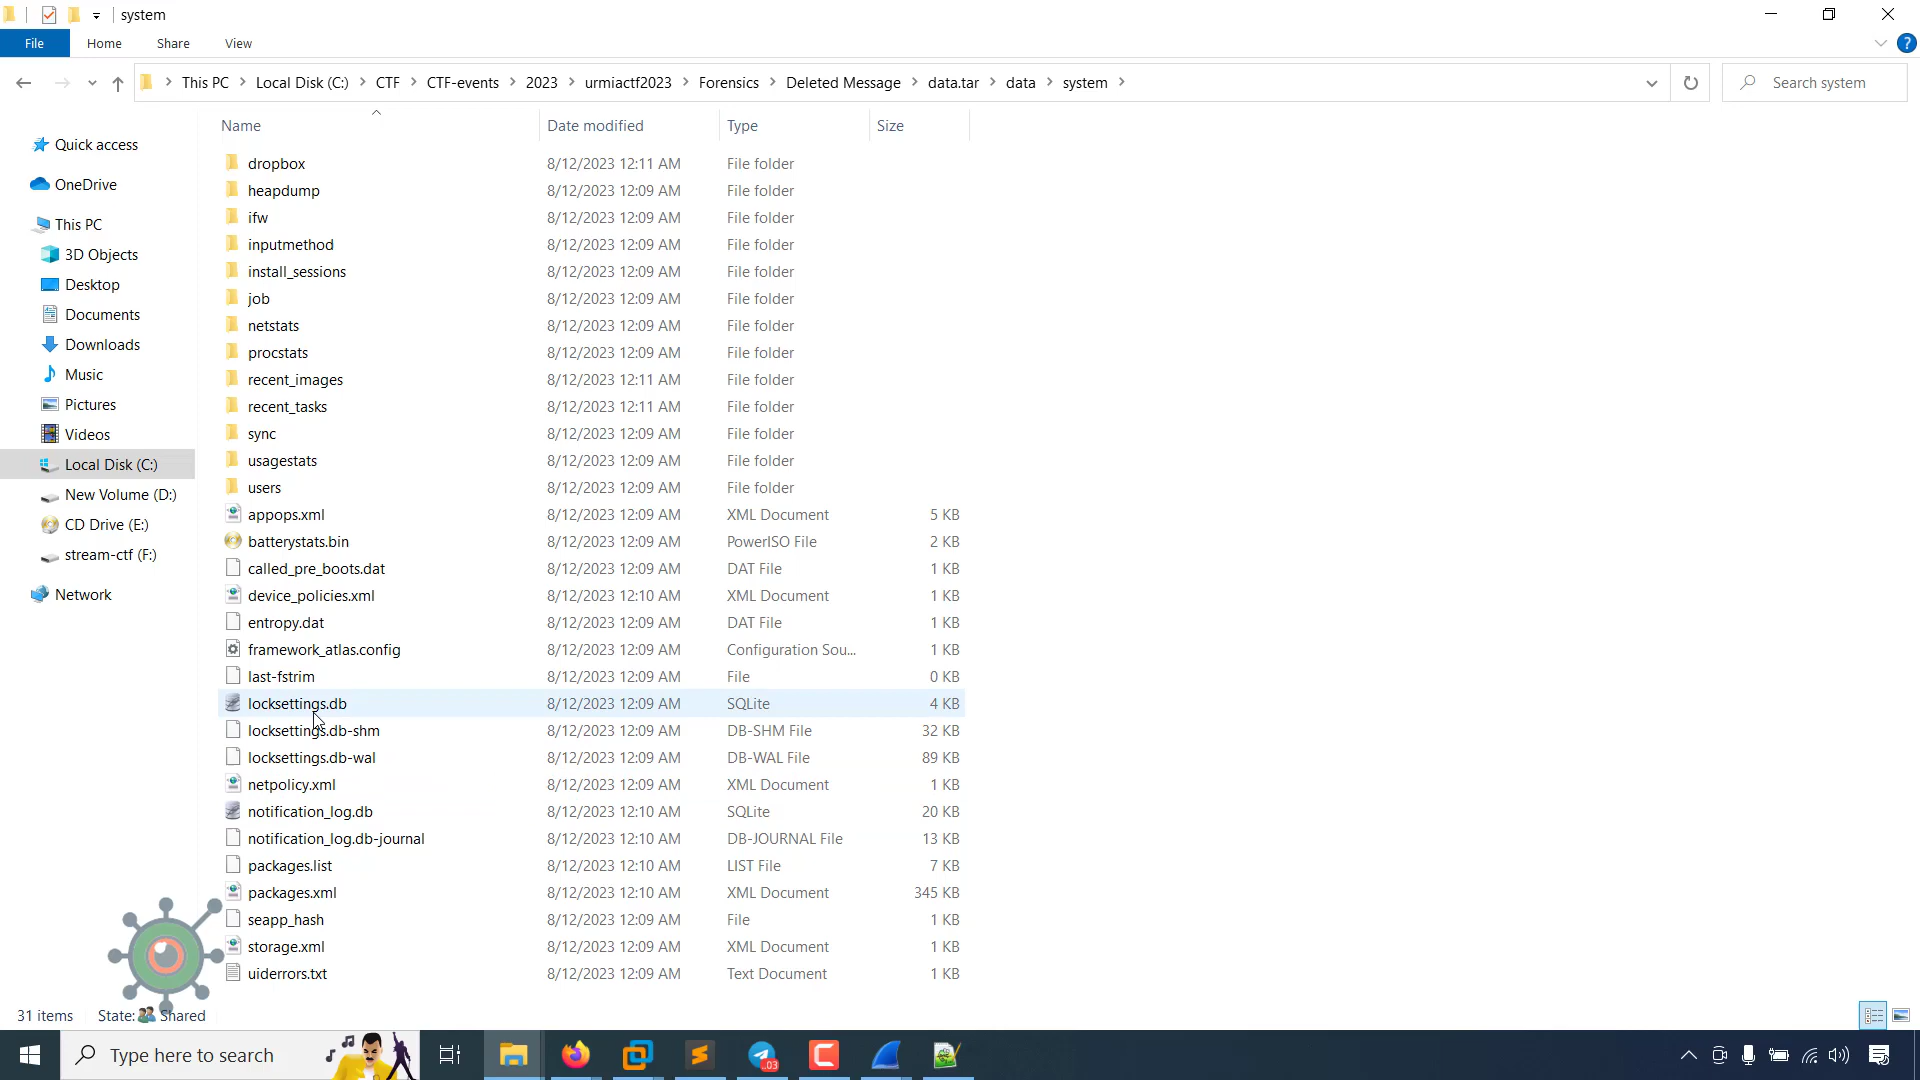 system
File Home Share View
This PC Local Disk (C:) CTF CTF-events 2023 urmiactf2023 Forensics Deleted Message data.tar data system
Search system
Quick access
OneDrive
This PC
3D Objects
Desktop
Documents
Downloads
Music
Pictures
Videos
Local Disk (C:)
New Volume (D:)
CD Drive (E:)
stream-ctf (F:)
Network
Name Date modified Type Size
dropbox 8/12/2023 12:11 AM File folder
heapdump 8/12/2023 12:09 AM File folder
ifw 8/12/2023 12:09 AM File folder
inputmethod 8/12/2023 12:09 AM File folder
install_sessions 8/12/2023 12:09 AM File folder
job 8/12/2023 12:09 AM File folder
netstats 8/12/2023 12:09 AM File folder
procstats 8/12/2023 12:09 AM File folder
recent_images 8/12/2023 12:11 AM File folder
recent_tasks 8/12/2023 12:11 AM File folder
sync 8/12/2023 12:09 AM File folder
usagestats 8/12/2023 12:09 AM File folder
users 8/12/2023 12:09 AM File folder
appops.xml 8/12/2023 12:09 AM XML Document 5 KB
batterystats.bin 8/12/2023 12:09 AM PowerISO File 2 KB
called_pre_boots.dat 8/12/2023 12:09 AM DAT File 1 KB
device_policies.xml 8/12/2023 12:10 AM XML Document 1 KB
entropy.dat 8/12/2023 12:09 AM DAT File 1 KB
framework_atlas.config 8/12/2023 12:09 AM Configuration Sou... 1 KB
last-fstrim 8/12/2023 12:09 AM File 0 KB
locksettings.db 8/12/2023 12:09 AM SQLite 4 KB
locksettings.db-shm 8/12/2023 12:09 AM DB-SHM File 32 KB
locksettings.db-wal 8/12/2023 12:09 AM DB-WAL File 89 KB
netpolicy.xml 8/12/2023 12:09 AM XML Document 1 KB
notification_log.db 8/12/2023 12:10 AM SQLite 20 KB
notification_log.db-journal 8/12/2023 12:10 AM DB-JOURNAL File 13 KB
packages.list 8/12/2023 12:10 AM LIST File 7 KB
packages.xml 8/12/2023 12:10 AM XML Document 345 KB
seapp_hash 8/12/2023 12:09 AM File 1 KB
storage.xml 8/12/2023 12:09 AM XML Document 1 KB
uiderrors.txt 8/12/2023 12:09 AM Text Document 1 KB
31 items State: Shared
Type here to search
03